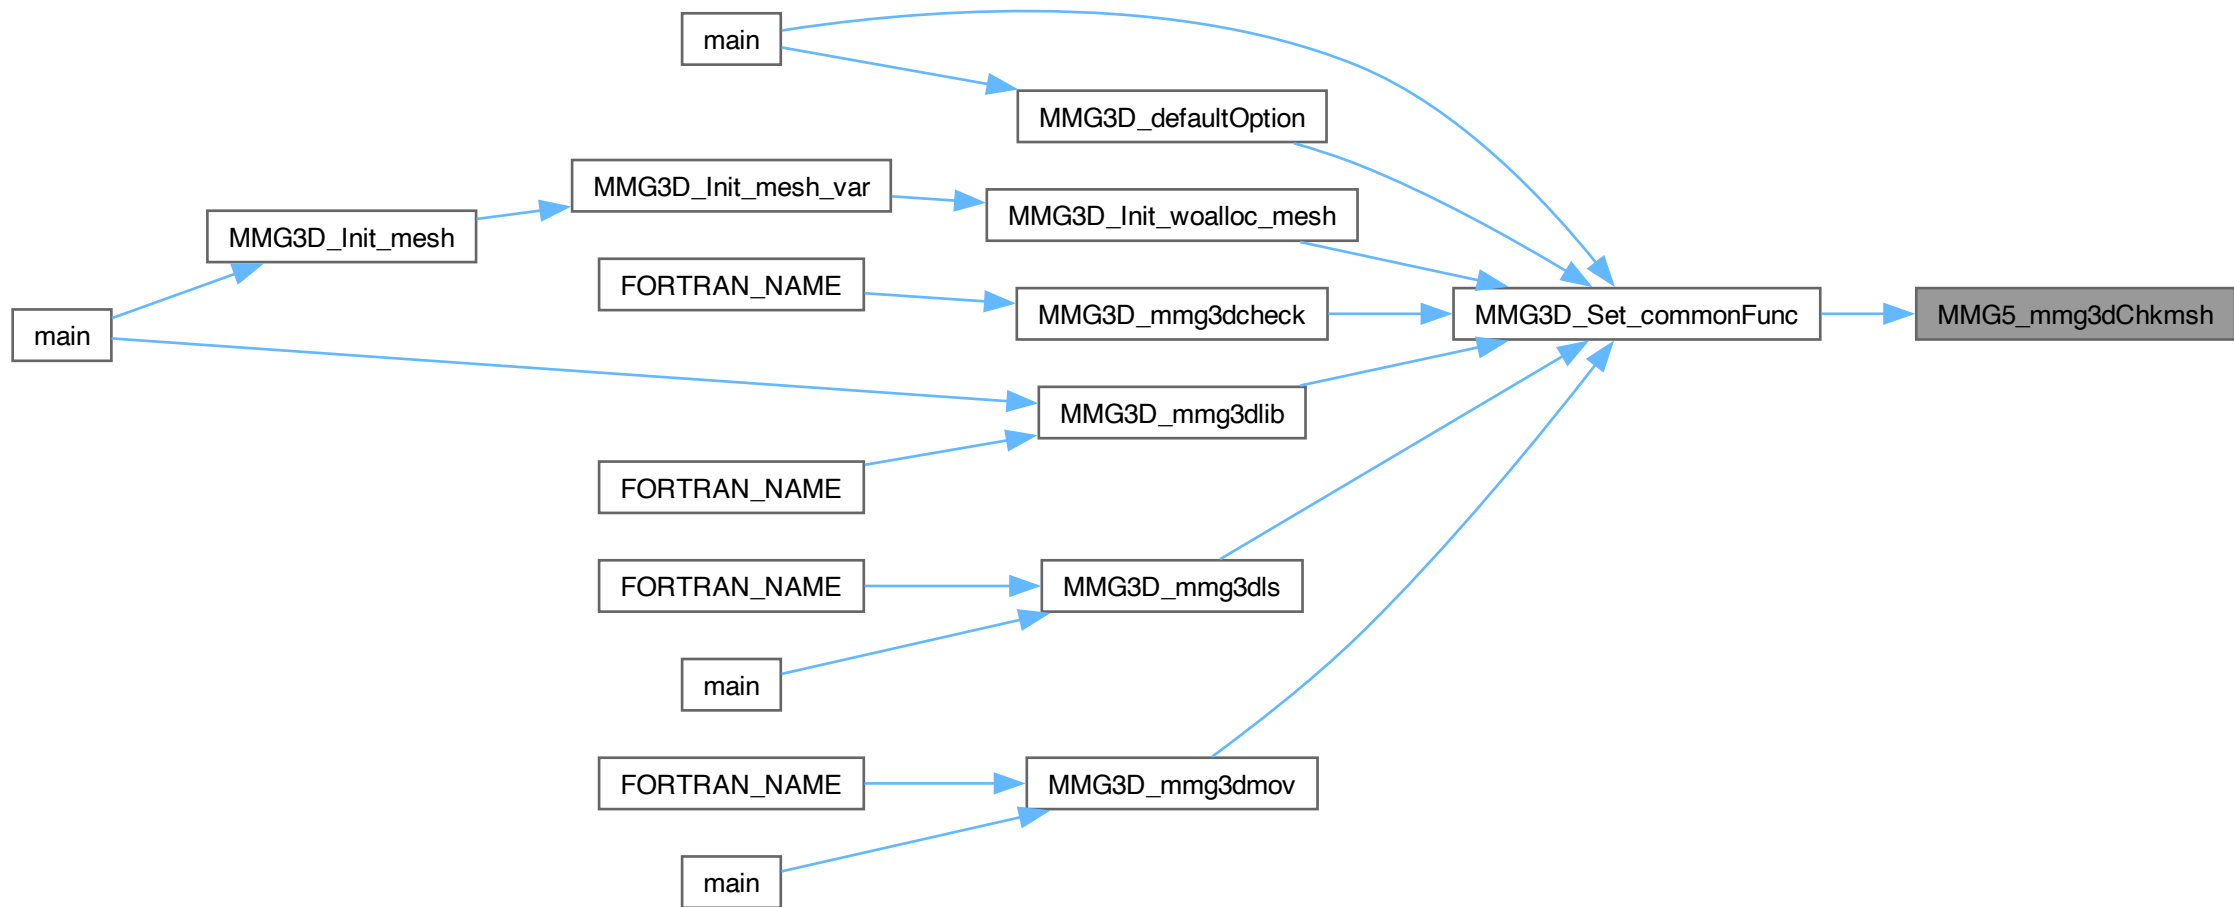 main
MMG3D_defaultOption
MMG3D_Init_mesh_var
MMG3D_Init_woalloc_mesh
MMG3D_Init_mesh
FORTRAN_NAME
MMG3D_mmg3dcheck
MMG3D_Set_commonFunc
MMG5_mmg3dChkmsh
main
MMG3D_mmg3dlib
FORTRAN_NAME
FORTRAN_NAME
MMG3D_mmg3dls
main
FORTRAN_NAME
MMG3D_mmg3dmov
main